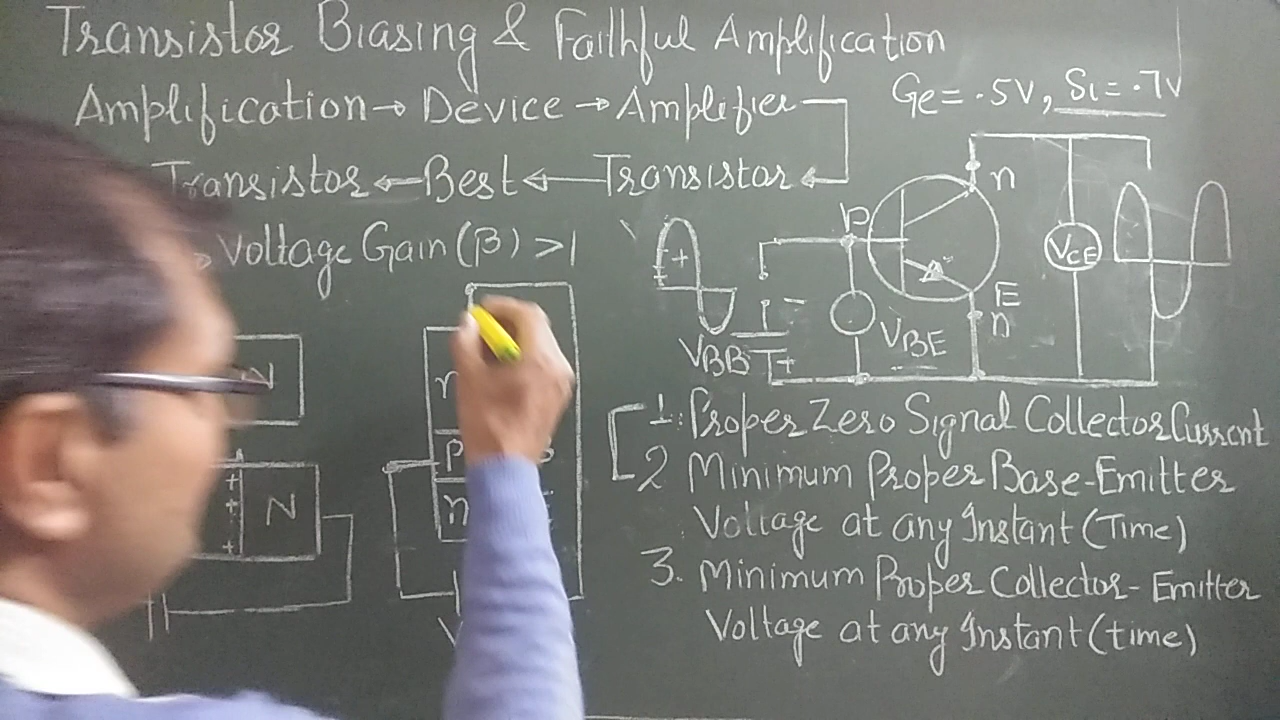 Transistor Biasing & Faithful Amplification
Ge = .5V, Si = .7V
Amplification → Device → Amplifier
Transistor ← Best ← Transistor
Voltage Gain (β) > 1
n
P
+
VCE
E
n
VBE
VBB
+
-
N
n
P
n
+
+
+
N
V
1. Proper Zero Signal Collector Current
2 Minimum Proper Base-Emitter
Voltage at any Instant (Time)
3. Minimum Proper Collector-Emitter
Voltage at any Instant (time)